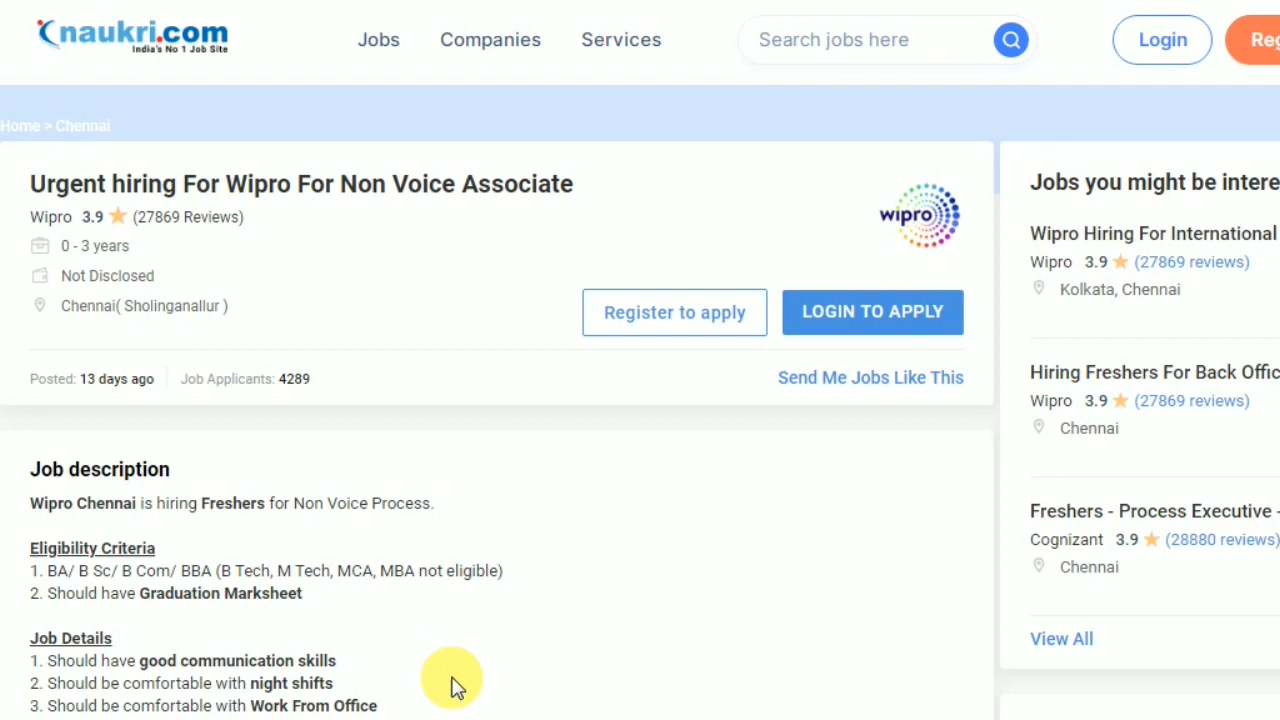 naukri.com
India's No 1 Job Site
Jobs
Companies
Services
Search jobs here
Login
Reg
Home > Chennai
Urgent hiring For Wipro For Non Voice Associate
Wipro 3.9 (27869 Reviews)
0 - 3 years
Not Disclosed
Chennai( Sholinganallur )
wipro
Register to apply
LOGIN TO APPLY
Posted: 13 days ago
Job Applicants: 4289
Send Me Jobs Like This
Job description
Wipro Chennai is hiring Freshers for Non Voice Process.
Eligibility Criteria
1. BA/ B Sc/ B Com/ BBA (B Tech, M Tech, MCA, MBA not eligible)
2. Should have Graduation Marksheet
Job Details
1. Should have good communication skills
2. Should be comfortable with night shifts
3. Should be comfortable with Work From Office
Jobs you might be intere
Wipro Hiring For International
Wipro 3.9 (27869 reviews)
Kolkata, Chennai
Hiring Freshers For Back Offic
Wipro 3.9 (27869 reviews)
Chennai
Freshers - Process Executive -
Cognizant 3.9 (28880 reviews)
Chennai
View All